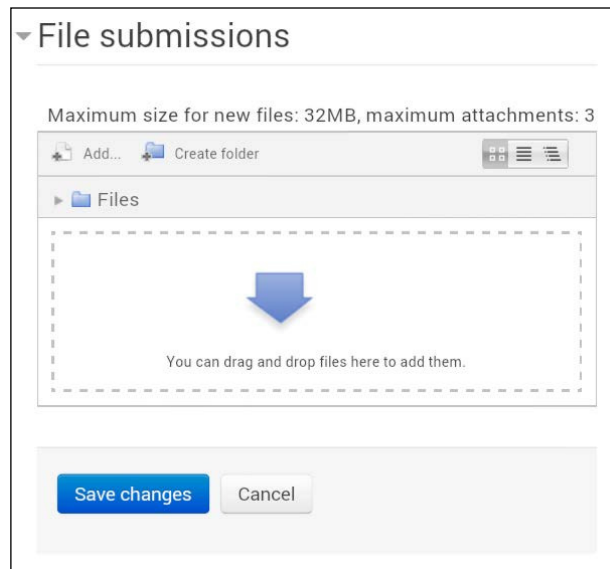 File submissions
Maximum size for new files: 32MB, maximum attachments: 3
Add... Create folder
Files
You can drag and drop files here to add them.
Save changes Cancel